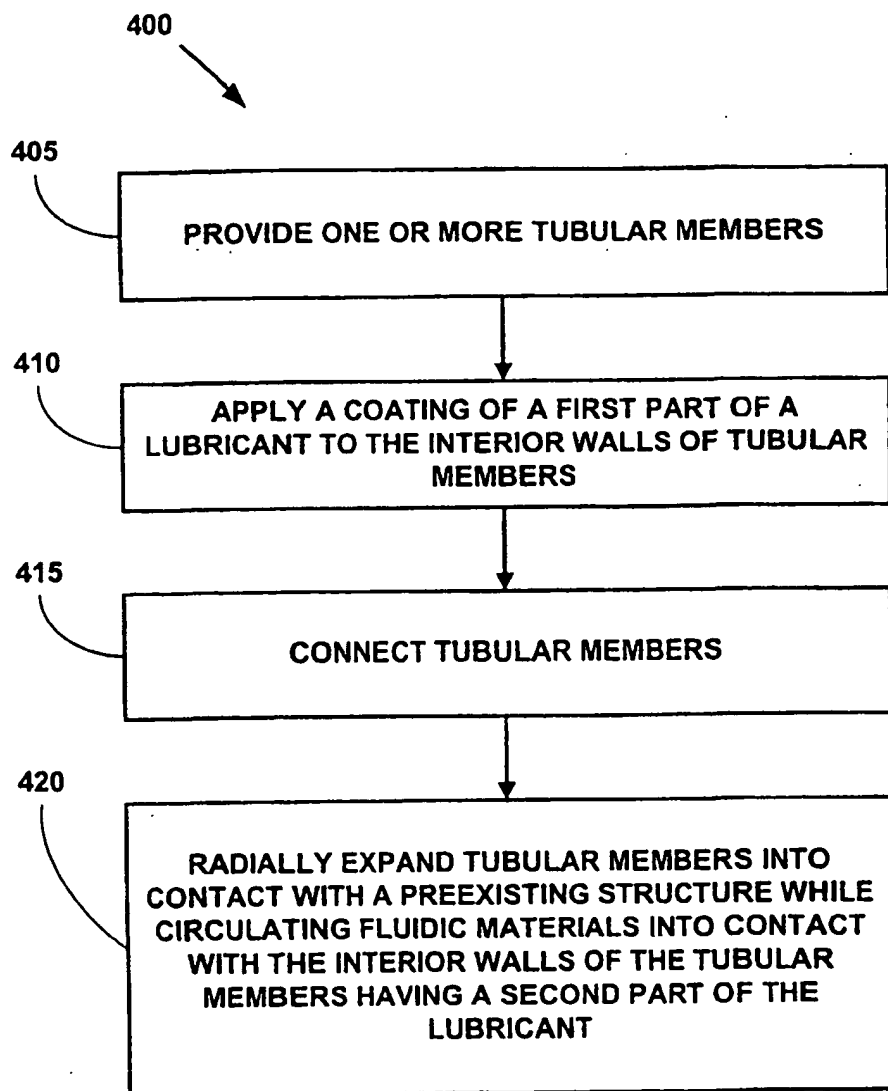 400
405
PROVIDE ONE OR MORE TUBULAR MEMBERS
410
APPLY A COATING OF A FIRST PART OF A
LUBRICANT TO THE INTERIOR WALLS OF TUBULAR
MEMBERS
415
CONNECT TUBULAR MEMBERS
420
RADIALLY EXPAND TUBULAR MEMBERS INTO
CONTACT WITH A PREEXISTING STRUCTURE WHILE
CIRCULATING FLUIDIC MATERIALS INTO CONTACT
WITH THE INTERIOR WALLS OF THE TUBULAR
MEMBERS HAVING A SECOND PART OF THE
LUBRICANT